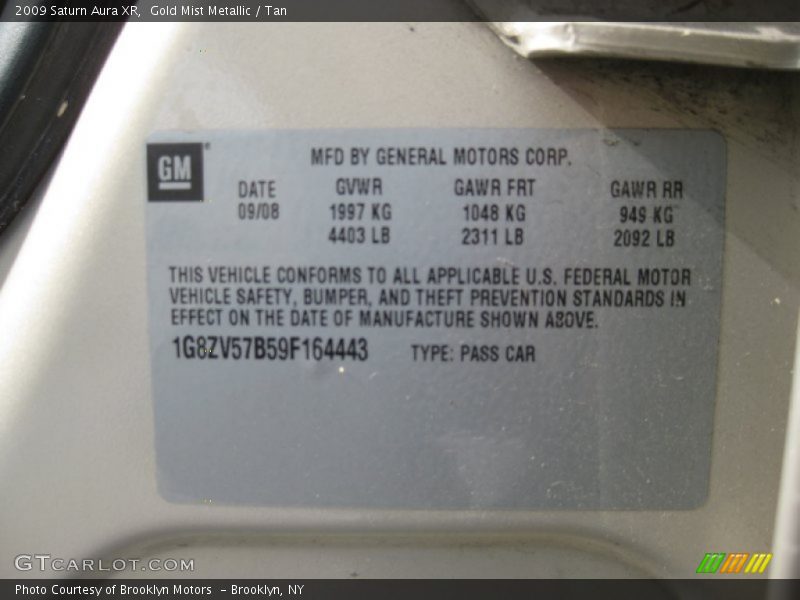 2009 Saturn Aura XR,  Gold Mist Metallic / Tan
GM
MFD BY GENERAL MOTORS CORP.
DATE GVWR GAWR FRT GAWR RR
09/08 1997 KG 1048 KG 949 KG
4403 LB 2311 LB 2092 LB
THIS VEHICLE CONFORMS TO ALL APPLICABLE U.S. FEDERAL MOTOR
VEHICLE SAFETY, BUMPER, AND THEFT PREVENTION STANDARDS IN
EFFECT ON THE DATE OF MANUFACTURE SHOWN ABOVE.
1G8ZV57B59F164443 TYPE: PASS CAR
GTCARLOT.COM
Photo Courtesy of Brooklyn Motors  - Brooklyn, NY